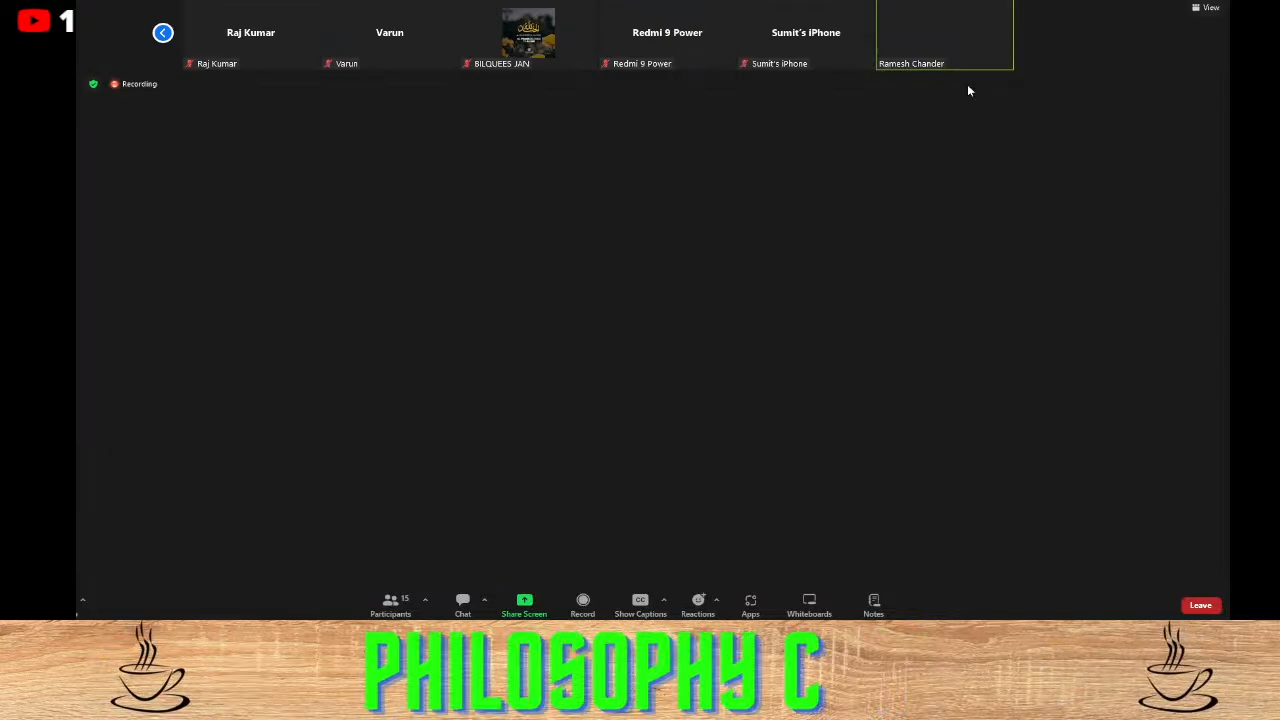 1
View
Raj Kumar
Varun
Redmi 9 Power
Sumit's iPhone
Raj Kumar
Varun
BILQUEES JAN
Redmi 9 Power
Sumit's iPhone
Ramesh Chander
Recording
15
Participants
Chat
Share Screen
Record
CC
Show Captions
Reactions
Apps
Whiteboards
Notes
Leave
PHILOSOPHY C